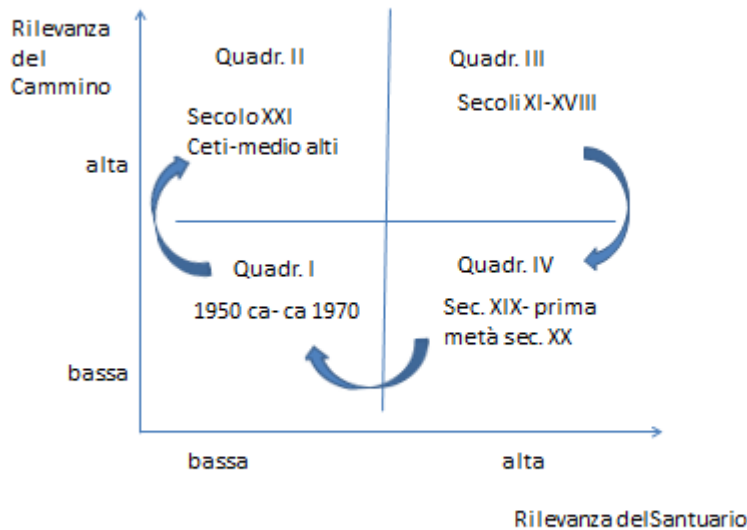 Rilevanza
del
Cammino
Quadr. II
Quadr. III
Secolo XXI
Ceti-medio alti
Secoli XI-XVIII
alta
Quadr. I
Quadr. IV
1950 ca- ca 1970
Sec. XIX- prima
metà sec. XX
bassa
bassa
alta
Rilevanza del Santuario